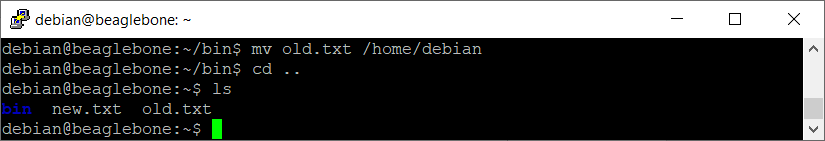 debian@beaglebone: ~
debian@beaglebone:~/bin$ mv old.txt /home/debian
debian@beaglebone:~/bin$ cd ..
debian@beaglebone:~$ ls
bin  new.txt  old.txt
debian@beaglebone:~$